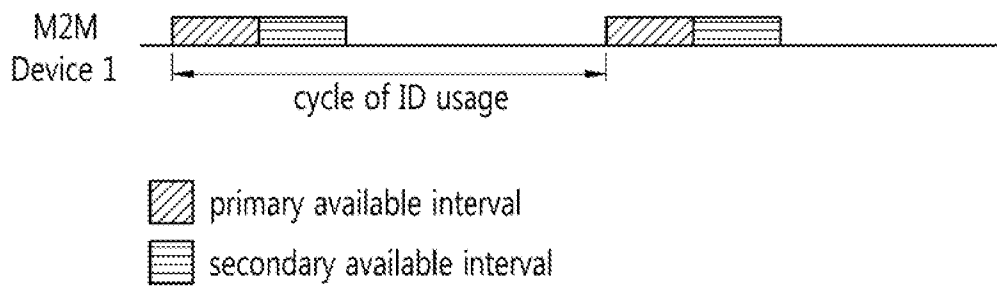 M2M
Device 1
cycle of ID usage
primary available interval
secondary available interval